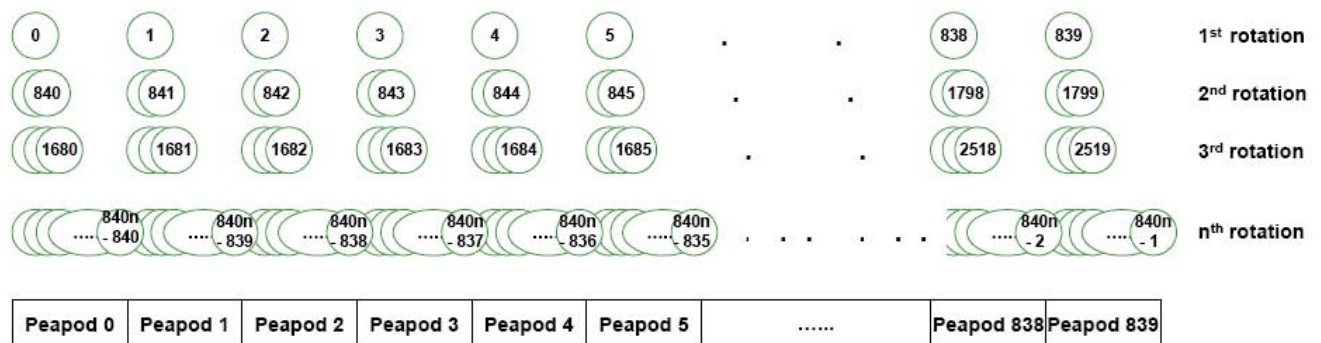 0 1 2 3 4 5 . . 838 839 1st rotation
840 841 842 843 844 845 . . 1798 1799 2nd rotation
1680 1681 1682 1683 1684 1685 . . 2518 2519 3rd rotation
840n 840n 840n 840n 840n 840n 840n 840n
..... - 840 ..... - 839 ..... - 838 ..... - 837 ..... - 836 ..... - 835 . . . . . . ..... - 2 ..... - 1 nth rotation
Peapod 0 Peapod 1 Peapod 2 Peapod 3 Peapod 4 Peapod 5 ...... Peapod 838 Peapod 839